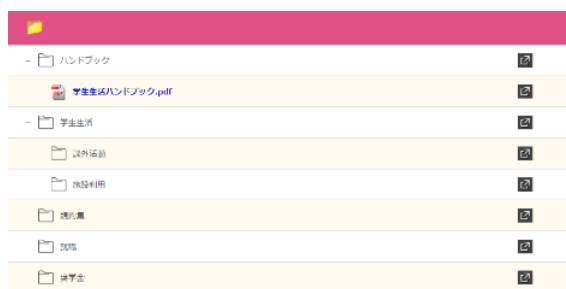 ハンドブック
学生生活ハンドブック.pdf
学生生活
課外活動
施設利用
規約集
就職
奨学金